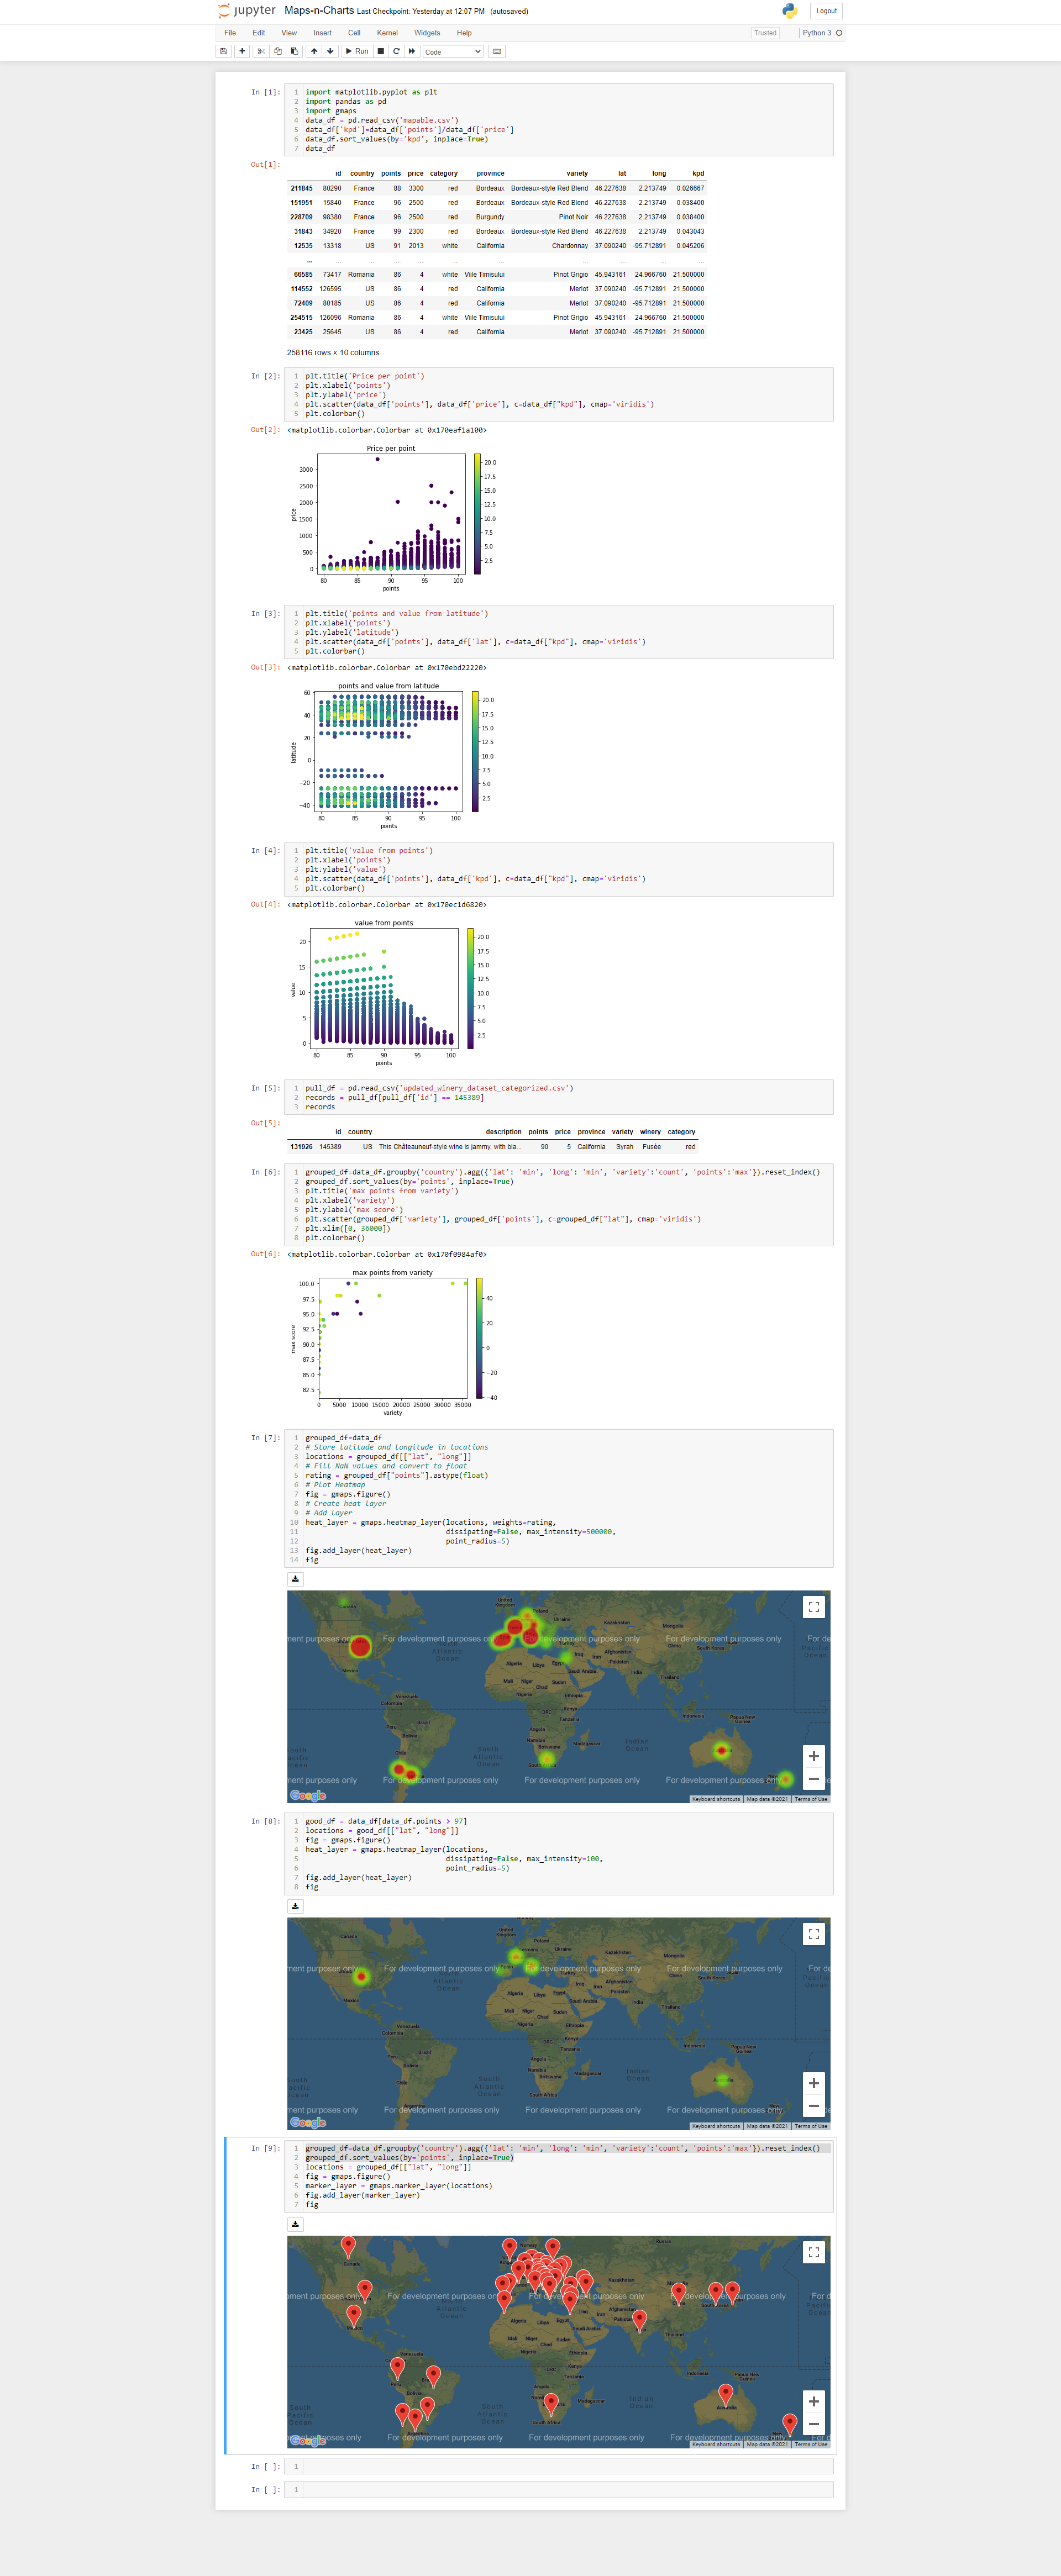 jupyter Maps-n-Charts Last Checkpoint: Yesterday at 12:07 PM (autosaved) Logout
File Edit View Insert Cell Kernel Widgets Help Trusted Python 3
Run Code
In [1]:
1 import matplotlib.pyplot as plt
2 import pandas as pd
3 import gmaps
4 data_df = pd.read_csv('mapable.csv')
5 data_df['kpd']=data_df['points']/data_df['price']
6 data_df.sort_values(by='kpd', inplace=True)
7 data_df
Out[1]:
id country points price category province variety lat long kpd
211845 80290 France 88 3300 red Bordeaux Bordeaux-style Red Blend 46.227638 2.213749 0.026667
151951 15840 France 96 2500 red Bordeaux Bordeaux-style Red Blend 46.227638 2.213749 0.038400
228709 98380 France 96 2500 red Burgundy Pinot Noir 46.227638 2.213749 0.038400
31843 34920 France 99 2300 red Bordeaux Bordeaux-style Red Blend 46.227638 2.213749 0.043043
12535 13318 US 91 2013 white California Chardonnay 37.090240 -95.712891 0.045206
... ... ... ... ... ... ... ... ... ... ...
66585 73417 Romania 86 4 white Viile Timisului Pinot Grigio 45.943161 24.966760 21.500000
114552 126595 US 86 4 red California Merlot 37.090240 -95.712891 21.500000
72409 80185 US 86 4 red California Merlot 37.090240 -95.712891 21.500000
254515 126096 Romania 86 4 white Viile Timisului Pinot Grigio 45.943161 24.966760 21.500000
23425 25645 US 86 4 red California Merlot 37.090240 -95.712891 21.500000
258116 rows × 10 columns
In [2]:
1 plt.title('Price per point')
2 plt.xlabel('points')
3 plt.ylabel('price')
4 plt.scatter(data_df['points'], data_df['price'], c=data_df["kpd"], cmap='viridis')
5 plt.colorbar()
Out[2]: <matplotlib.colorbar.Colorbar at 0x170eaf1a100>
Price per point
3000
2500
2000
1500
1000
500
0
price
80 85 90 95 100
points
20.0
17.5
15.0
12.5
10.0
7.5
5.0
2.5
In [3]:
1 plt.title('points and value from latitude')
2 plt.xlabel('points')
3 plt.ylabel('latitude')
4 plt.scatter(data_df['points'], data_df['lat'], c=data_df["kpd"], cmap='viridis')
5 plt.colorbar()
Out[3]: <matplotlib.colorbar.Colorbar at 0x170ebd22220>
points and value from latitude
60
40
20
0
−20
−40
latitude
80 85 90 95 100
points
20.0
17.5
15.0
12.5
10.0
7.5
5.0
2.5
In [4]:
1 plt.title('value from points')
2 plt.xlabel('points')
3 plt.ylabel('value')
4 plt.scatter(data_df['points'], data_df['kpd'], c=data_df["kpd"], cmap='viridis')
5 plt.colorbar()
Out[4]: <matplotlib.colorbar.Colorbar at 0x170ec1d6820>
value from points
20
15
10
5
0
value
80 85 90 95 100
points
20.0
17.5
15.0
12.5
10.0
7.5
5.0
2.5
In [5]:
1 pull_df = pd.read_csv('updated_winery_dataset_categorized.csv')
2 records = pull_df[pull_df['id'] == 145389]
3 records
Out[5]:
id country description points price province variety winery category
131926 145389 US This Châteauneuf-style wine is jammy, with bla... 90 5 California Syrah Fusée red
In [6]:
1 grouped_df=data_df.groupby('country').agg({'lat': 'min', 'long': 'min', 'variety':'count', 'points':'max'}).reset_index()
2 grouped_df.sort_values(by='points', inplace=True)
3 plt.title('max points from variety')
4 plt.xlabel('variety')
5 plt.ylabel('max score')
6 plt.scatter(grouped_df['variety'], grouped_df['points'], c=grouped_df["lat"], cmap='viridis')
7 plt.xlim([0, 36000])
8 plt.colorbar()
Out[6]: <matplotlib.colorbar.Colorbar at 0x170f0984af0>
max points from variety
100.0
97.5
95.0
92.5
90.0
87.5
85.0
82.5
max score
0 5000 10000 15000 20000 25000 30000 35000
variety
40
20
0
−20
−40
In [7]:
1 grouped_df=data_df
2 # Store latitude and longitude in locations
3 locations = grouped_df[["lat", "long"]]
4 # Fill NaN values and convert to float
5 rating = grouped_df["points"].astype(float)
6 # Plot Heatmap
7 fig = gmaps.figure()
8 # Create heat layer
9 # Add layer
10 heat_layer = gmaps.heatmap_layer(locations, weights=rating,
11 dissipating=False, max_intensity=500000,
12 point_radius=5)
13 fig.add_layer(heat_layer)
14 fig
For development purposes only
Google
Keyboard shortcuts Map data ©2021 Terms of Use
In [8]:
1 good_df = data_df[data_df.points > 97]
2 locations = good_df[["lat", "long"]]
3 fig = gmaps.figure()
4 heat_layer = gmaps.heatmap_layer(locations,
5 dissipating=False, max_intensity=100,
6 point_radius=5)
7 fig.add_layer(heat_layer)
8 fig
For development purposes only
Google
Keyboard shortcuts Map data ©2021 Terms of Use
In [9]:
1 grouped_df=data_df.groupby('country').agg({'lat': 'min', 'long': 'min', 'variety':'count', 'points':'max'}).reset_index()
2 grouped_df.sort_values(by='points', inplace=True)
3 locations = grouped_df[["lat", "long"]]
4 fig = gmaps.figure()
5 marker_layer = gmaps.marker_layer(locations)
6 fig.add_layer(marker_layer)
7 fig
For development purposes only
Google
Keyboard shortcuts Map data ©2021 Terms of Use
In [ ]: 1
In [ ]: 1